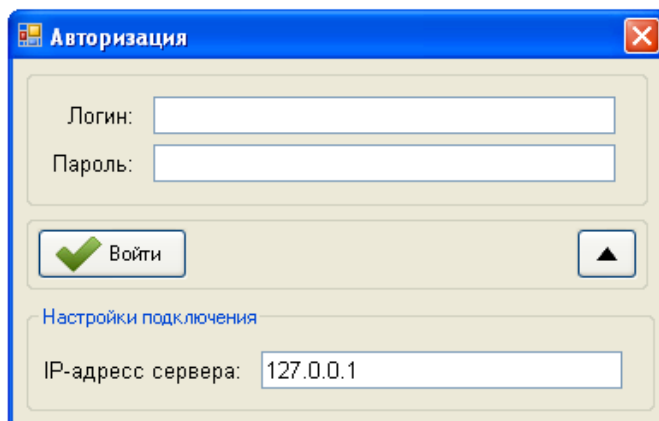 Авторизация
Логин:
Пароль:
Войти
Настройки подключения
IP-адресс сервера: 127.0.0.1